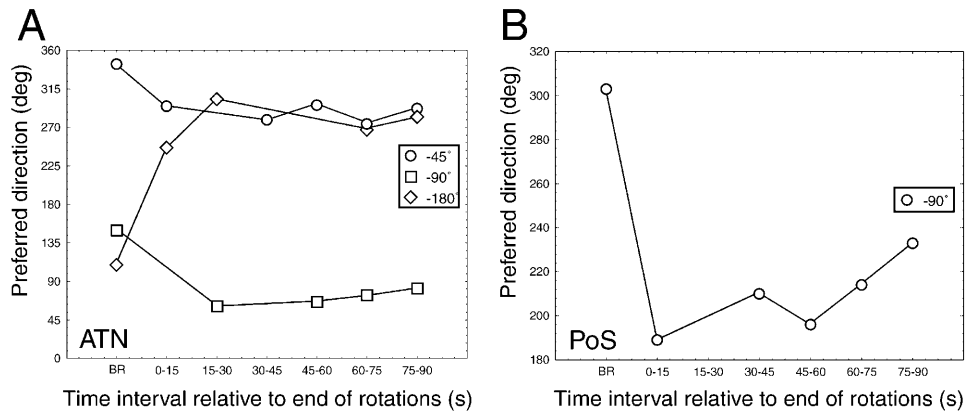 A
Preferred direction (deg)
360
315
270
225
180
135
90
45
0
-45°
-90°
-180°
ATN
BR 0-15 15-30 30-45 45-60 60-75 75-90
Time interval relative to end of rotations (s)
B
Preferred direction (deg)
320
300
280
260
240
220
200
180
-90°
PoS
BR 0-15 15-30 30-45 45-60 60-75 75-90
Time interval relative to end of rotations (s)